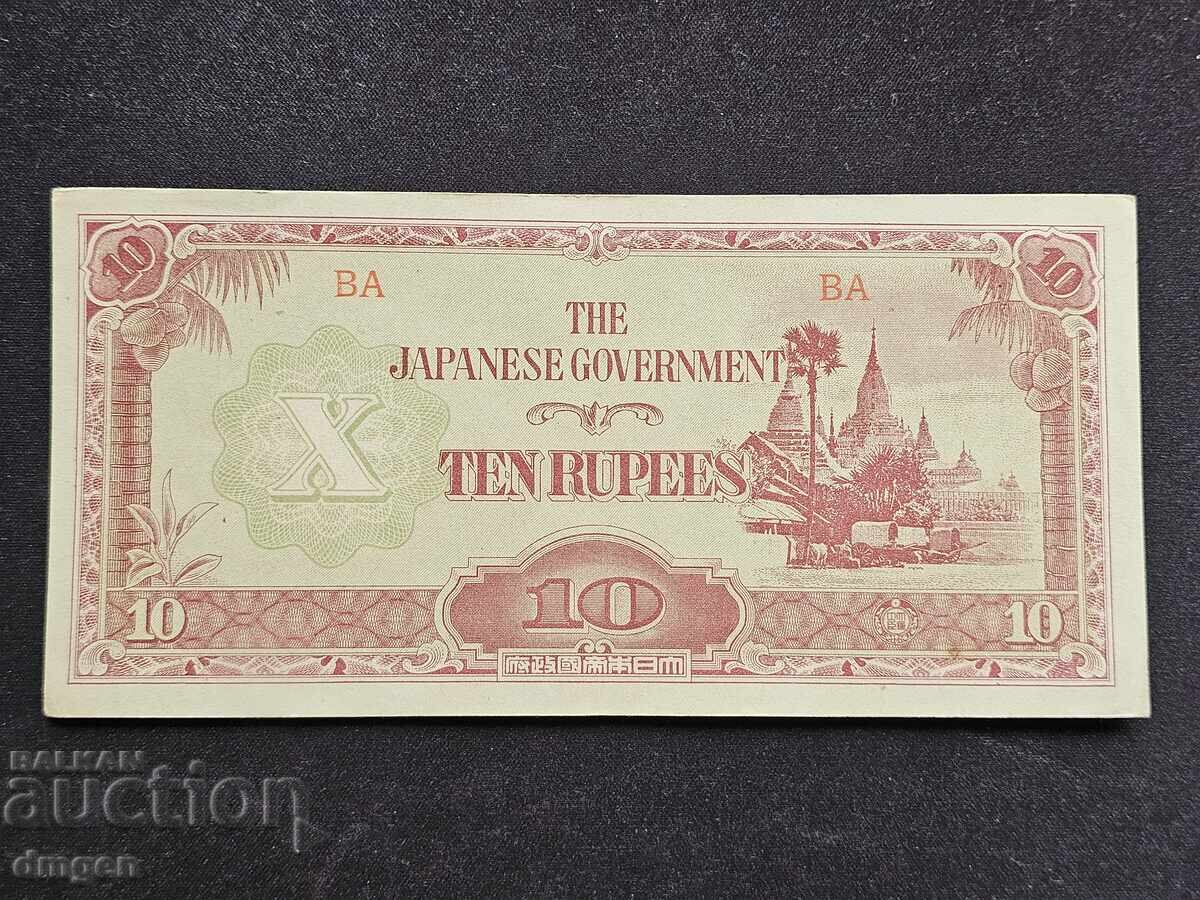 10 10
BA BA
THE
JAPANESE GOVERNMENT
X
TEN RUPEES
10
10 10
府政國帝本日大
BALKAN
auction
dmgen